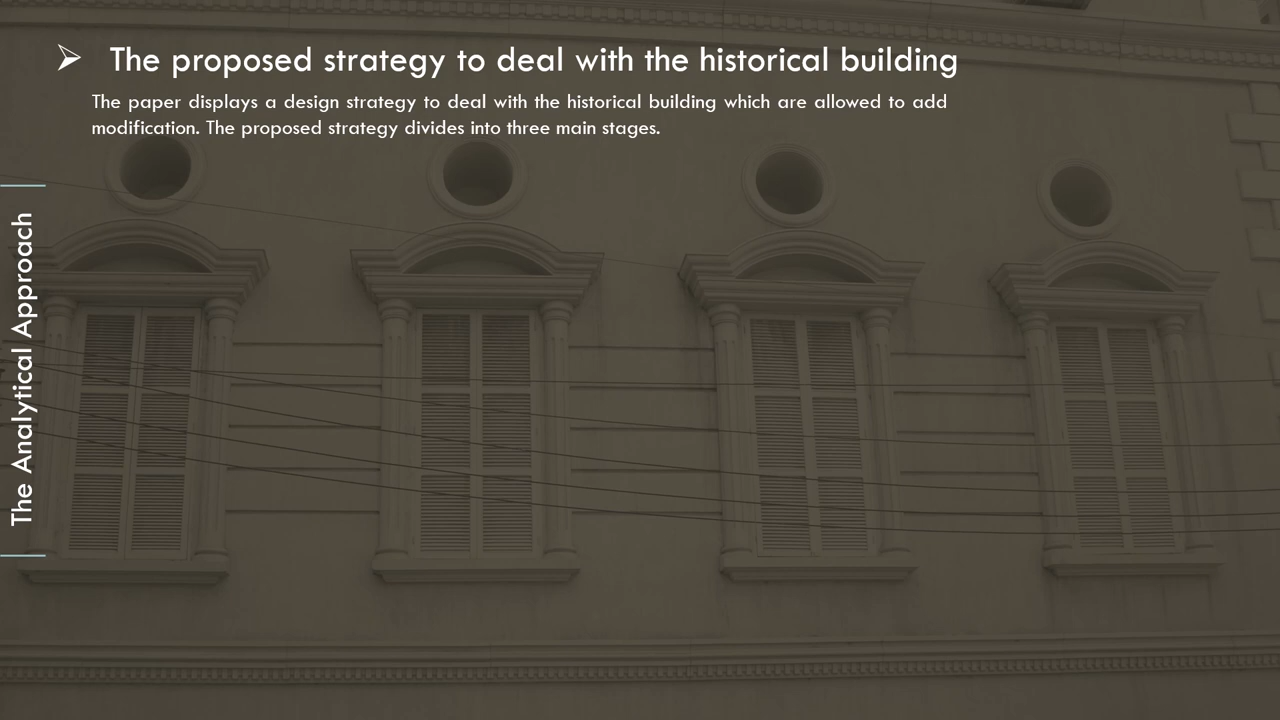 The proposed strategy to deal with the historical building
The paper displays a design strategy to deal with the historical building which are allowed to add
modification. The proposed strategy divides into three main stages.
The Analytical Approach